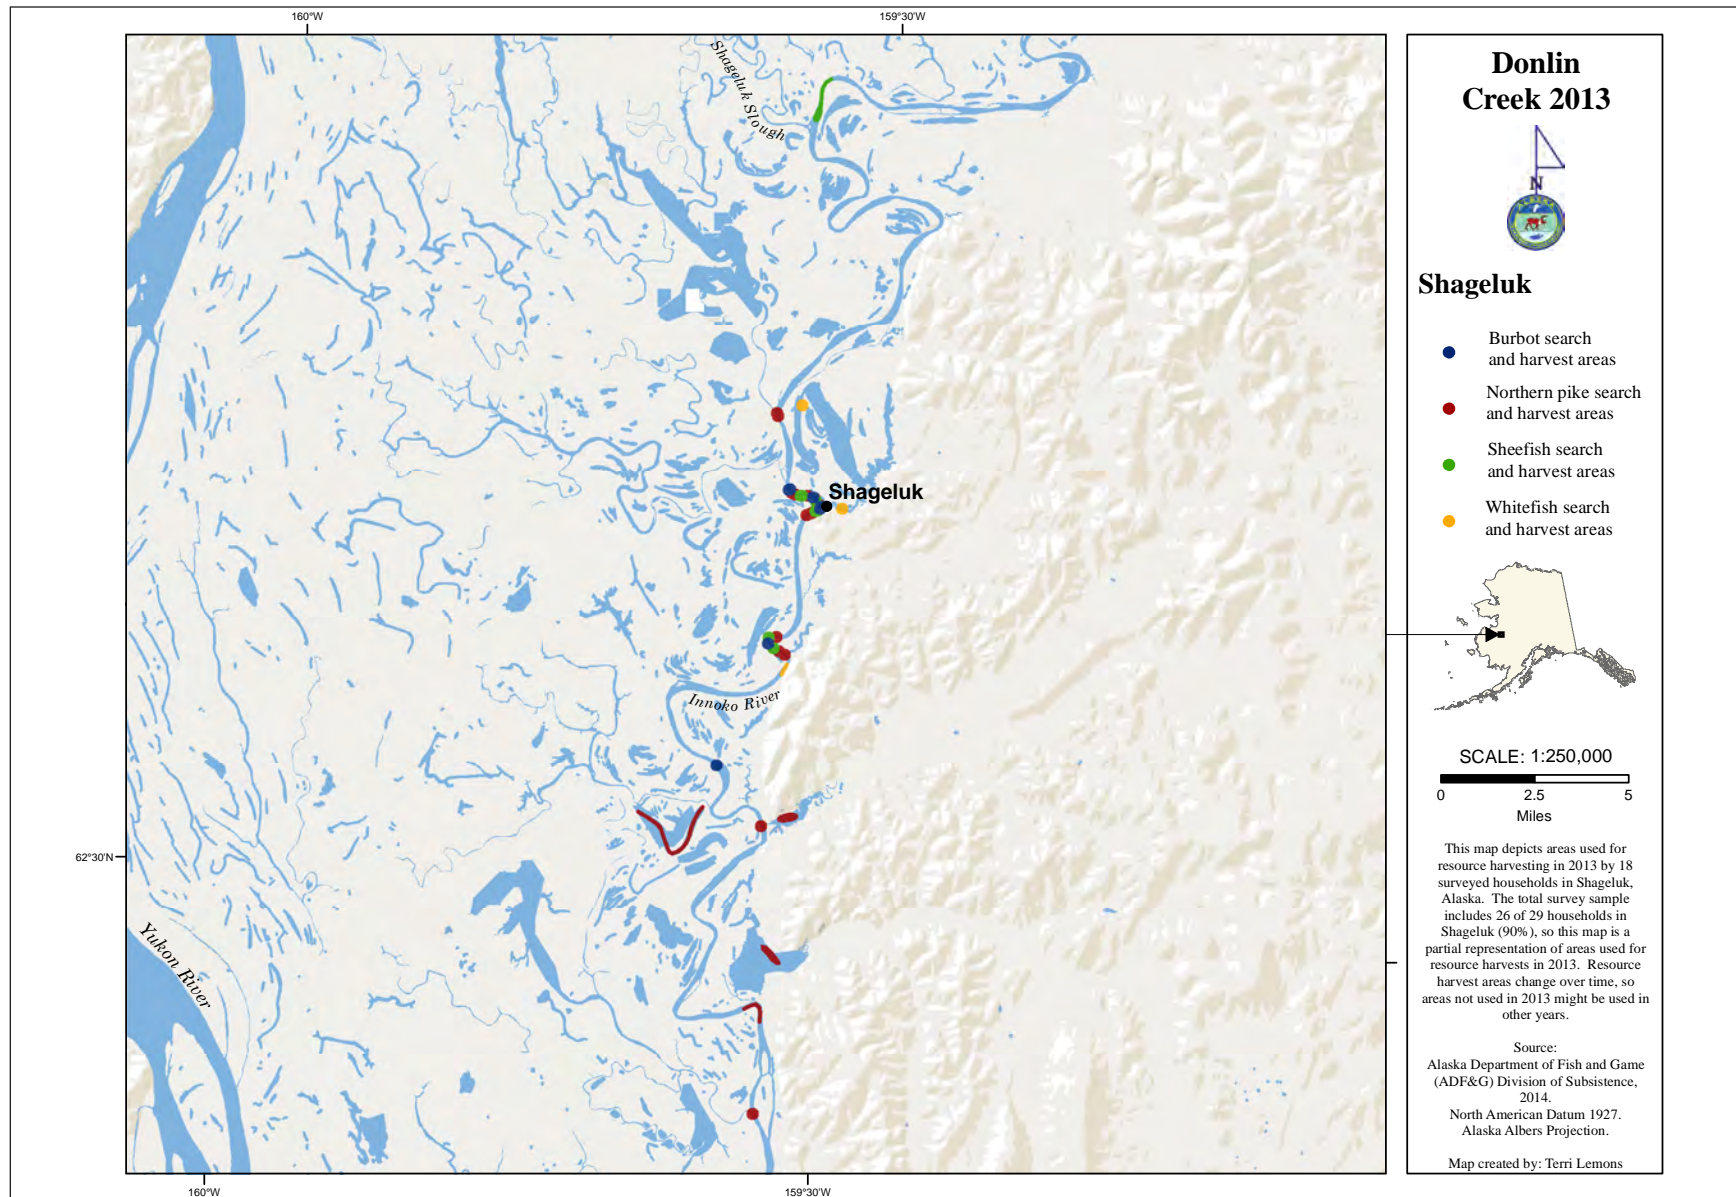 160°W
159°30'W
Shageluk Slough
Shageluk
Innoko River
62°30'N
Yukon River
160°W
159°30'W
Donlin
Creek 2013
N
ALASKA
Shageluk
Burbot search
and harvest areas
Northern pike search
and harvest areas
Sheefish search
and harvest areas
Whitefish search
and harvest areas
SCALE: 1:250,000
0 2.5 5
Miles
This map depicts areas used for
resource harvesting in 2013 by 18
surveyed households in Shageluk,
Alaska. The total survey sample
includes 26 of 29 households in
Shageluk (90%), so this map is a
partial representation of areas used for
resource harvests in 2013. Resource
harvest areas change over time, so
areas not used in 2013 might be used in
other years.
Source:
Alaska Department of Fish and Game
(ADF&G) Division of Subsistence,
2014.
North American Datum 1927.
Alaska Albers Projection.
Map created by: Terri Lemons